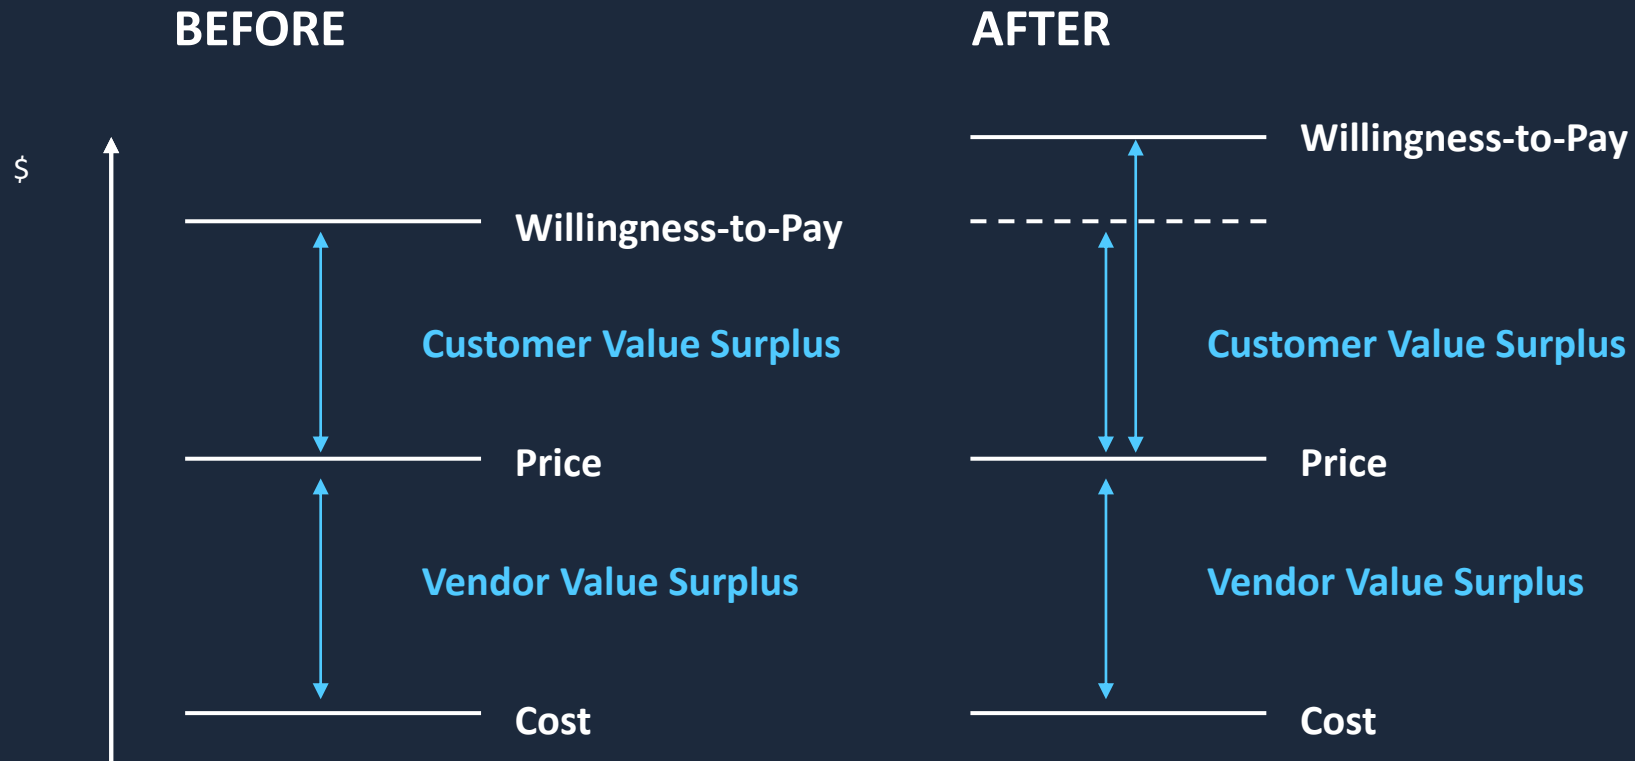 BEFORE
AFTER
$
Willingness-to-Pay
Customer Value Surplus
Price
Vendor Value Surplus
Cost
Willingness-to-Pay
Customer Value Surplus
Price
Vendor Value Surplus
Cost